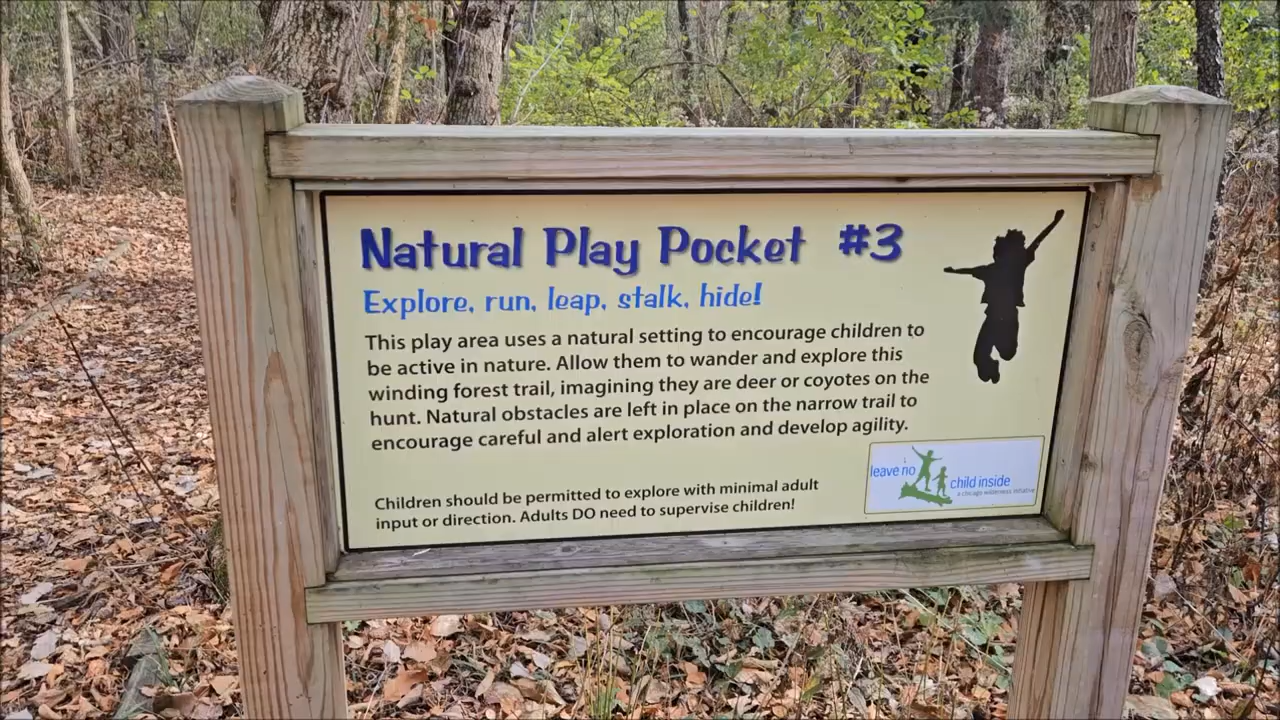 Natural Play Pocket #3
Explore, run, leap, stalk, hide!
This play area uses a natural setting to encourage children to
be active in nature. Allow them to wander and explore this
winding forest trail, imagining they are deer or coyotes on the
hunt. Natural obstacles are left in place on the narrow trail to
encourage careful and alert exploration and develop agility.
Children should be permitted to explore with minimal adult
input or direction. Adults DO need to supervise children!
leave no
child inside
a chicago wilderness initiative